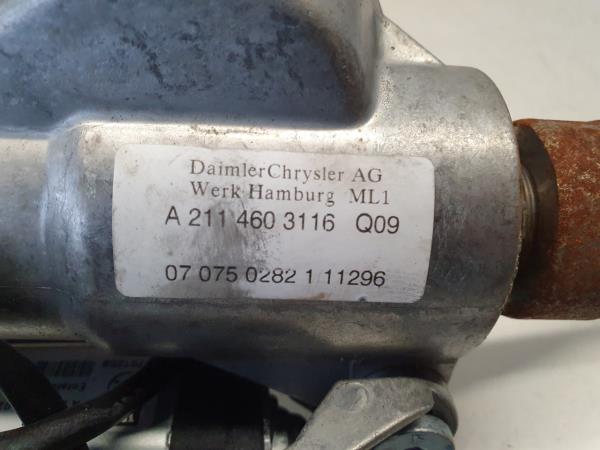 DaimlerChrysler AG
Werk Hamburg ML1
A 211 460 3116 Q09
07 075 0282 1 11296